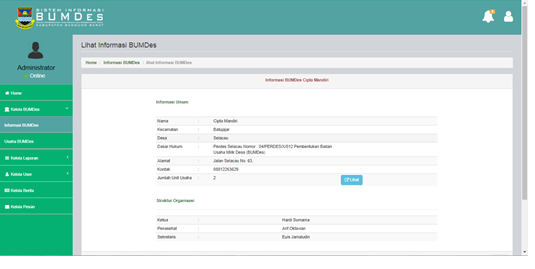 SISTEM INFORMASI
BUMDes
KABUPATEN BANDUNG BARAT
Administrator
Online
Home
Kelola BUMDes
Informasi BUMDes
Usaha BUMDes
Kelola Laporan
Kelola User
Kelola Berita
Kelola Pesan
Lihat Informasi BUMDes
Home / Informasi BUMDes / lihat Informasi BUMDes
Informasi BUMDes Cipta Mandiri
Informasi Umum
Nama : Cipta Mandiri
Kecamatan : Batujajar
Desa : Selacau
Dasar Hukum : Perdes Selacau Nomor : 04/PERDES/X/012 Pembentukan Badan
Usaha Milik Desa (BUMDes)
Alamat : Jalan Selacau No. 63,
Kontak :
Jumlah Unit Usaha : 2 Lihat
Struktur Organisasi
Ketua : Hardi Surnama
Penasehat : Arif Oktavian
Sekretaris : Euis Jamaludin